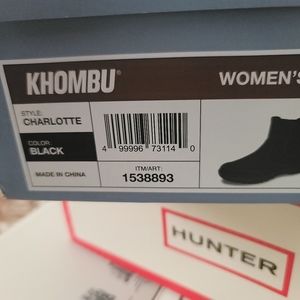 KHOMBU® WOMEN'S
STYLE:
CHARLOTTE
COLOR:
BLACK
4 99996 73114 0
MADE IN CHINA
ITM/ART:
1538893
HUNTER